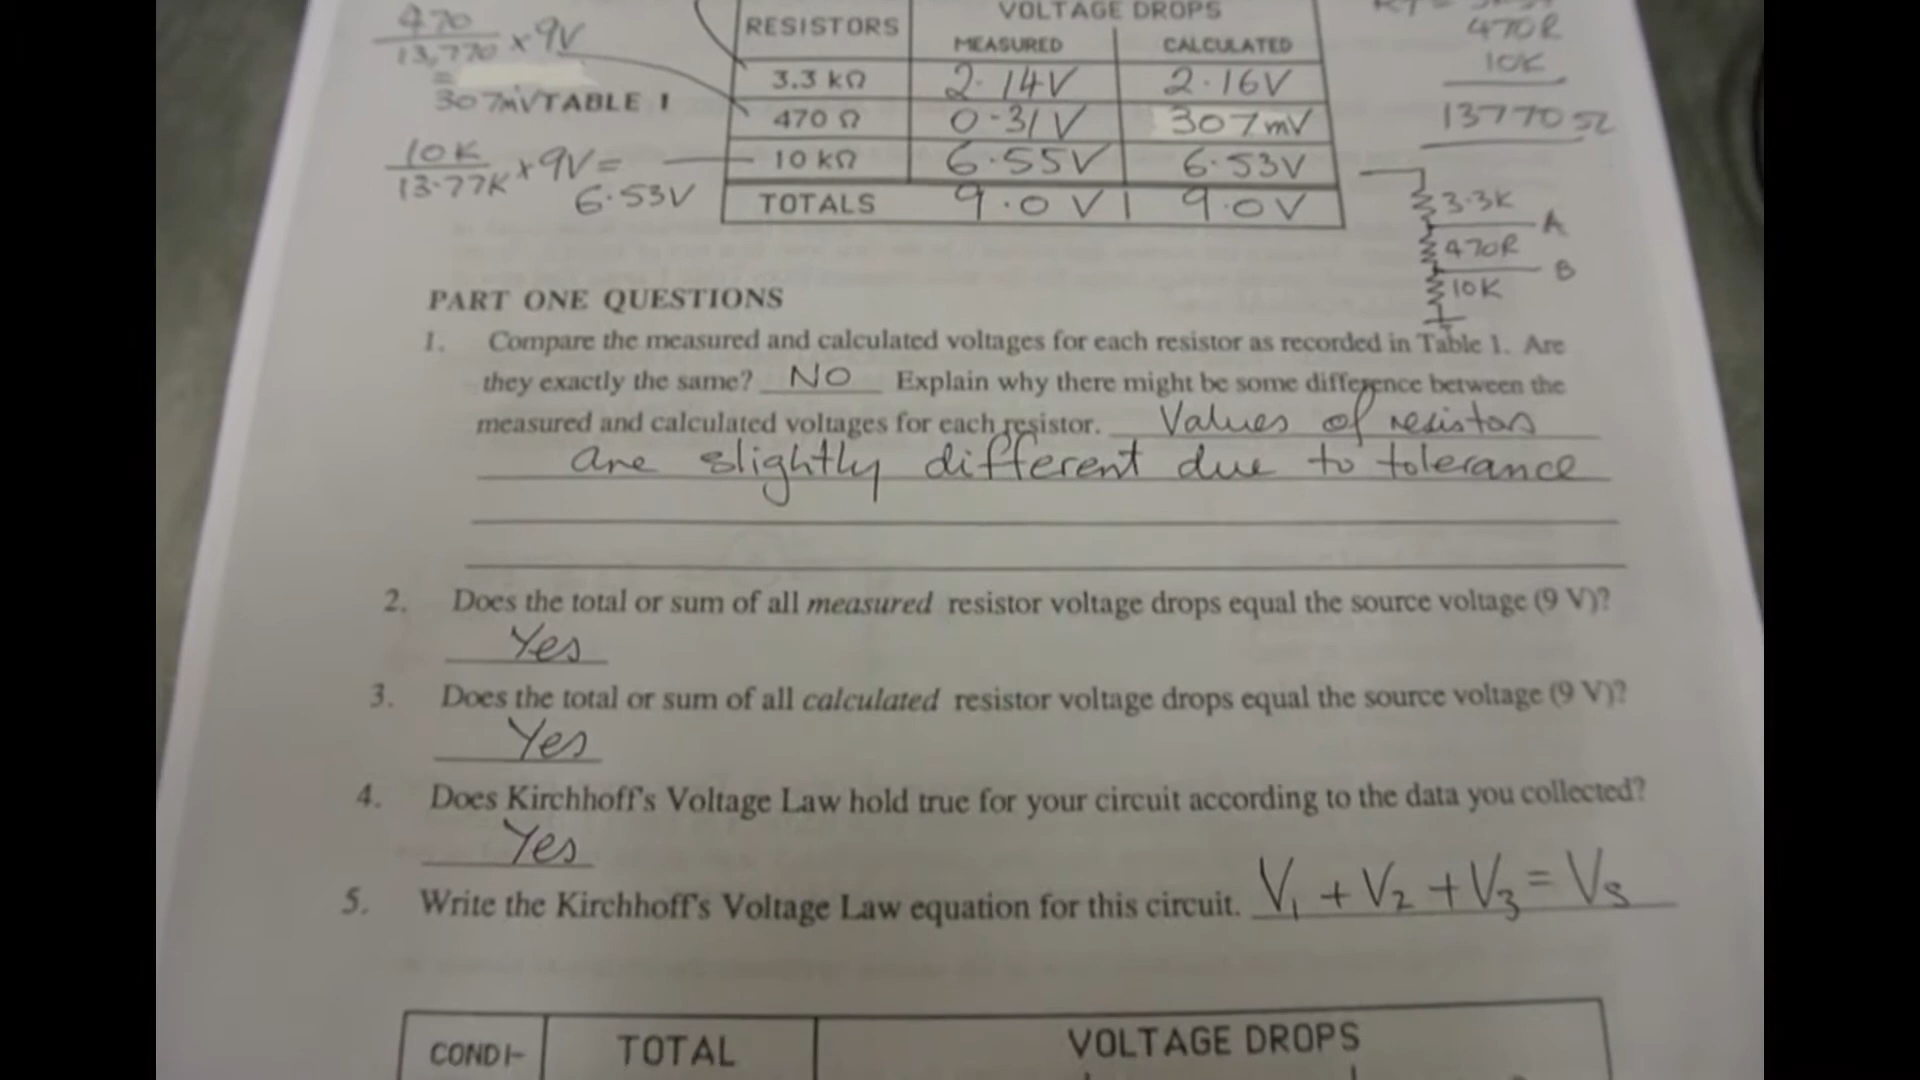 470
13,770 x 9V
=
307mV
TABLE 1
10K
13.77K x 9V =
6.53V
RESISTORS VOLTAGE DROPS
MEASURED CALCULATED
3.3 kΩ 2.14V 2.16V
470 Ω 0.31V 307mV
10 kΩ 6.55V 6.53V
TOTALS 9.0V 9.0V
470R
10K
13770Ω
3.3K
A
470R
B
10K
PART ONE QUESTIONS
1. Compare the measured and calculated voltages for each resistor as recorded in Table 1. Are
they exactly the same? NO Explain why there might be some difference between the
measured and calculated voltages for each resistor. Values of resistors
are slightly different due to tolerance
2. Does the total or sum of all measured resistor voltage drops equal the source voltage (9 V)?
Yes
3. Does the total or sum of all calculated resistor voltage drops equal the source voltage (9 V)?
Yes
4. Does Kirchhoff's Voltage Law hold true for your circuit according to the data you collected?
Yes
5. Write the Kirchhoff's Voltage Law equation for this circuit. V1 + V2 + V3 = Vs
CONDI- TOTAL VOLTAGE DROPS